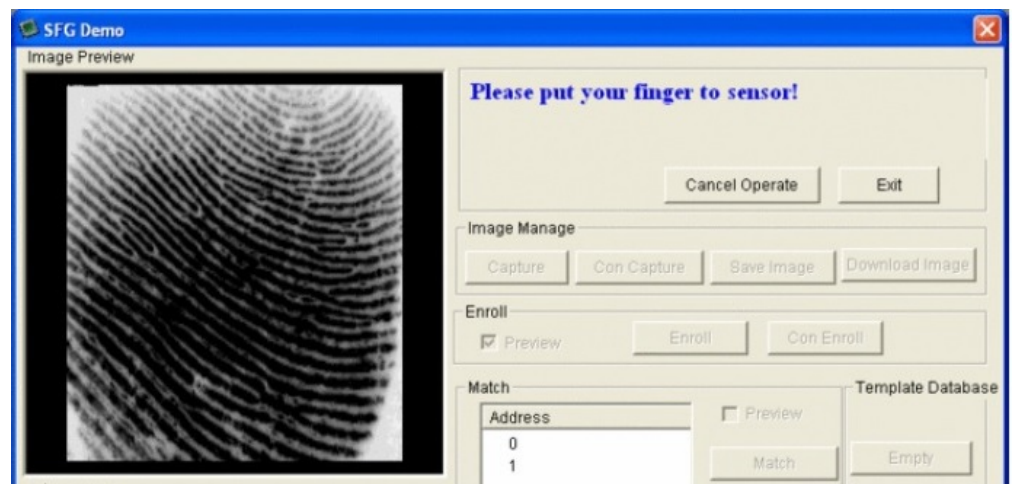 SFG Demo
Image Preview
Please put your finger to sensor!
Cancel Operate Exit
Image Manage
Capture Con Capture Save Image Download Image
Enroll
Preview Enroll Con Enroll
Match Template Database
Address Preview
0
1 Match Empty